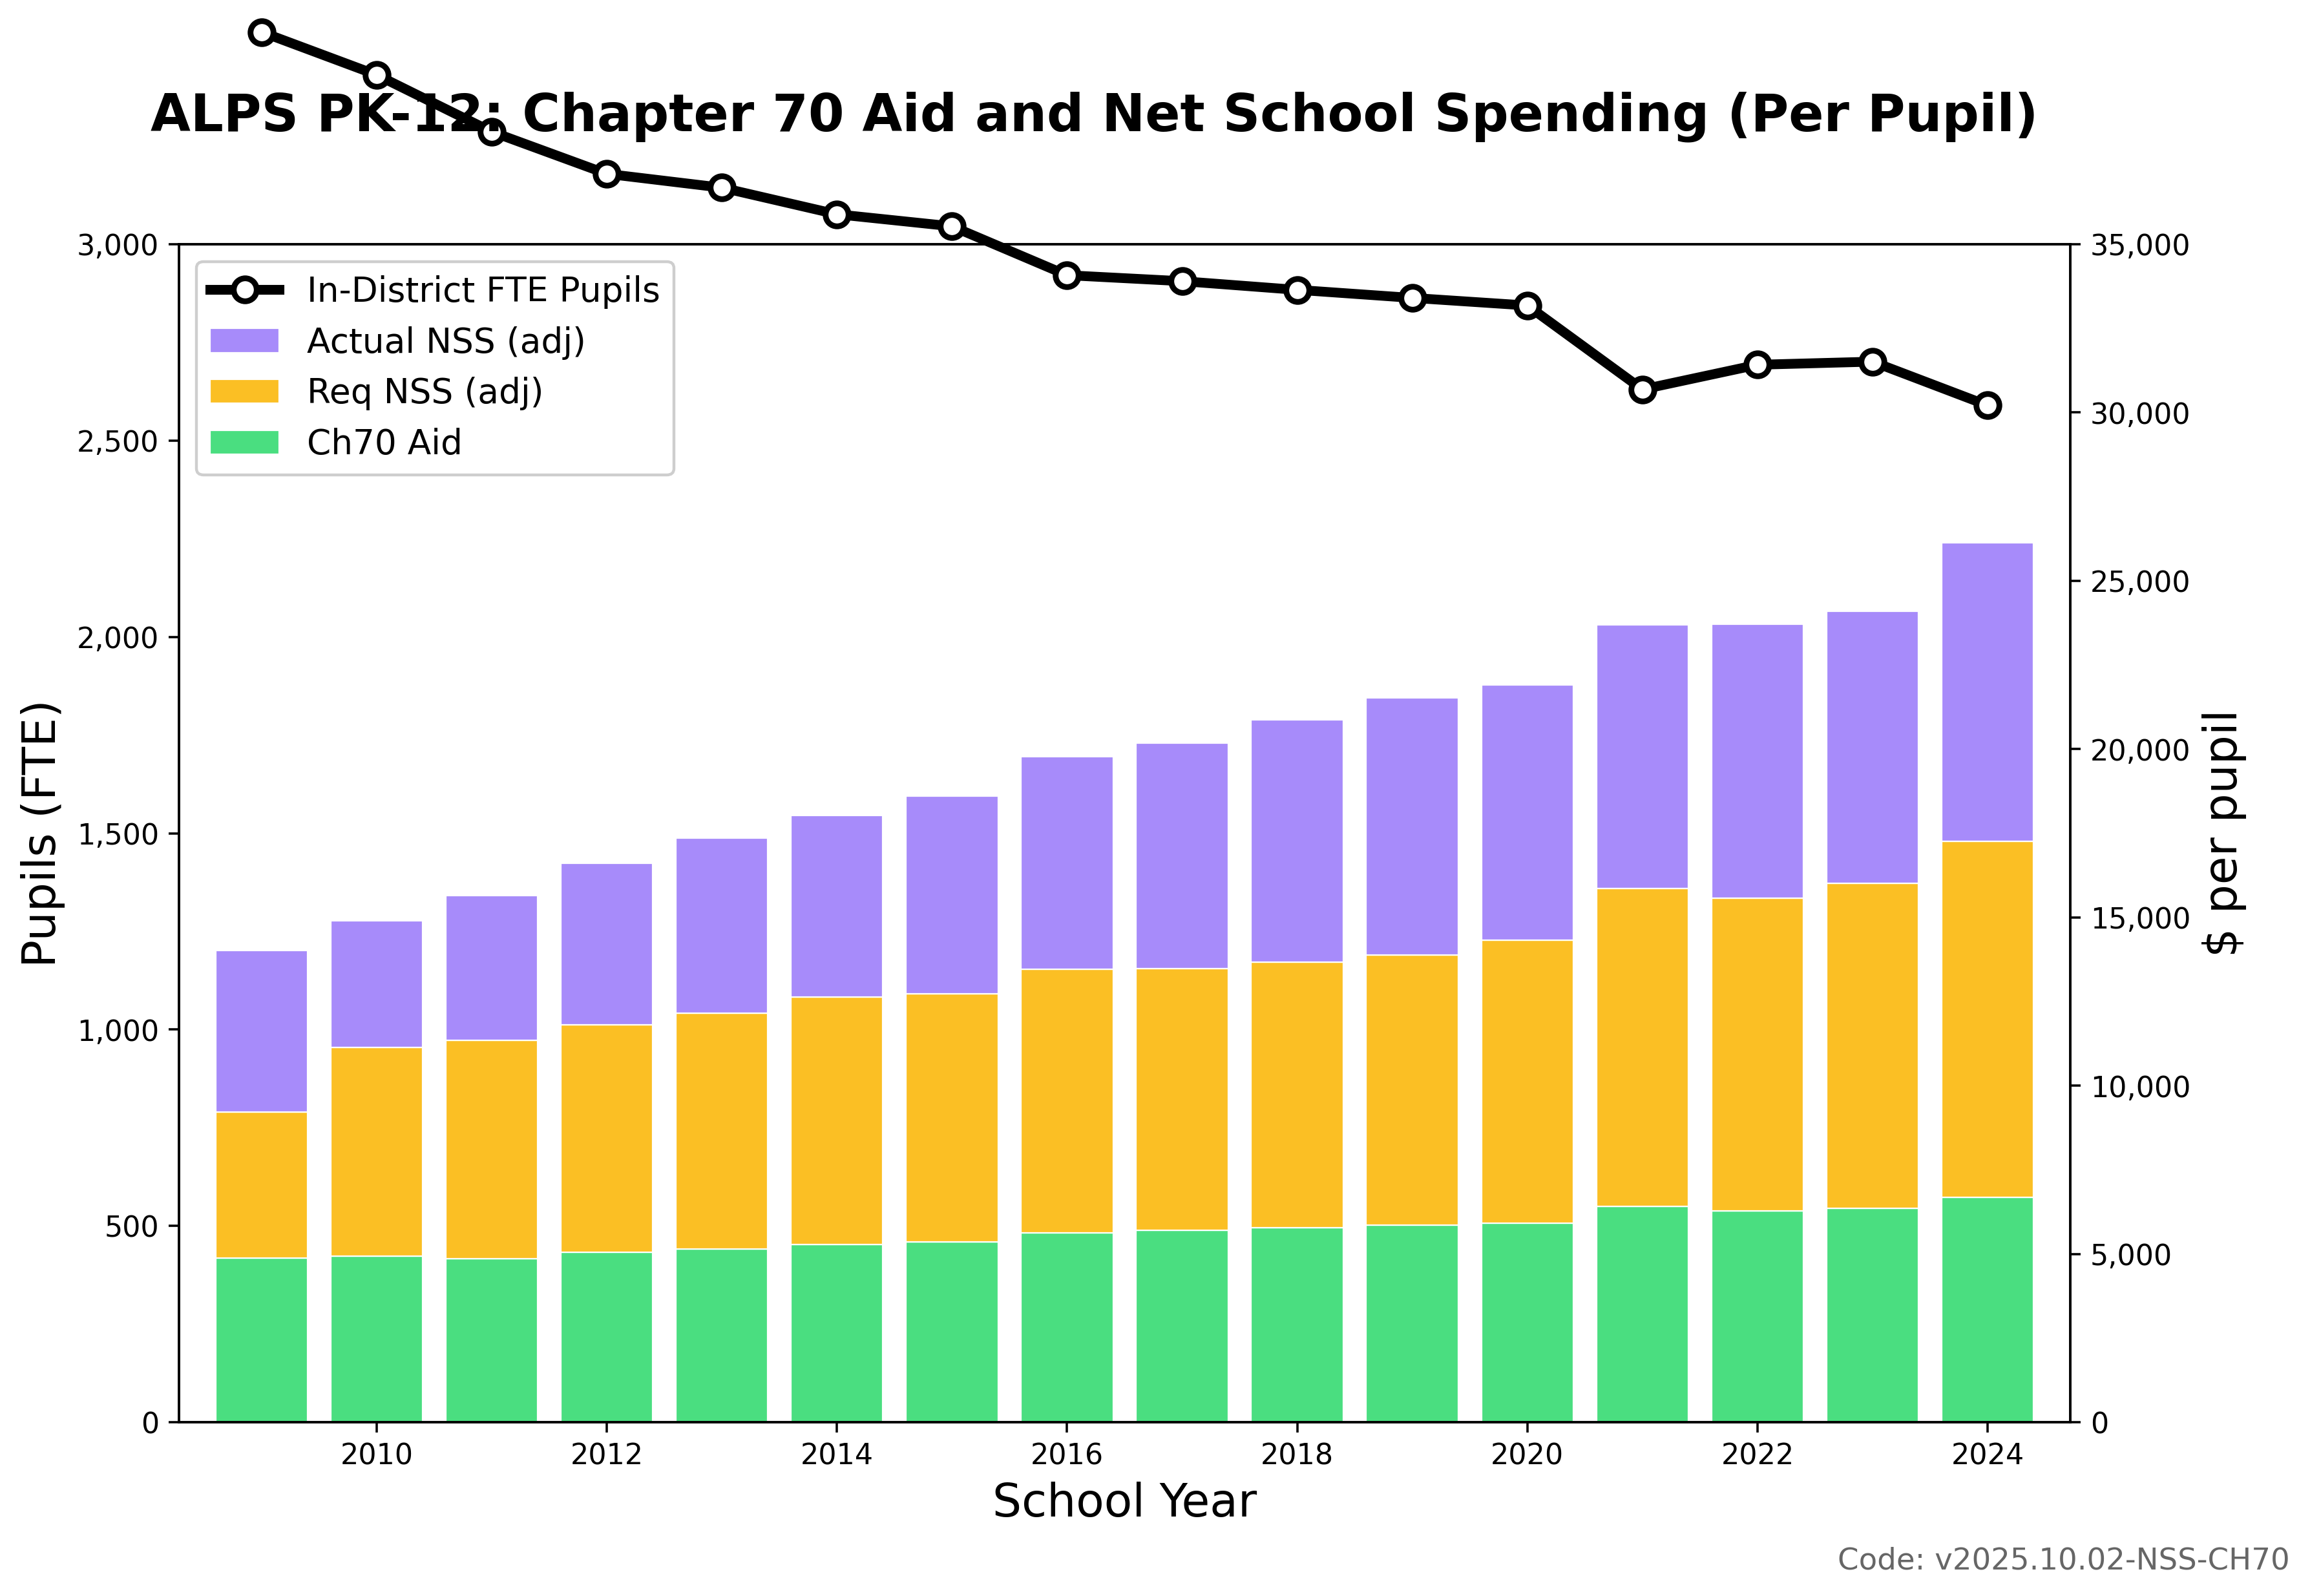 ALPS PK-12: Chapter 70 Aid and Net School Spending (Per Pupil)
In-District FTE Pupils
Actual NSS (adj)
Req NSS (adj)
Ch70 Aid
Pupils (FTE)
3,000
2,500
2,000
1,500
1,000
500
0
35,000
30,000
25,000
20,000
15,000
10,000
5,000
0
$ per pupil
2010 2012 2014 2016 2018 2020 2022 2024
School Year
Code: v2025.10.02-NSS-CH70